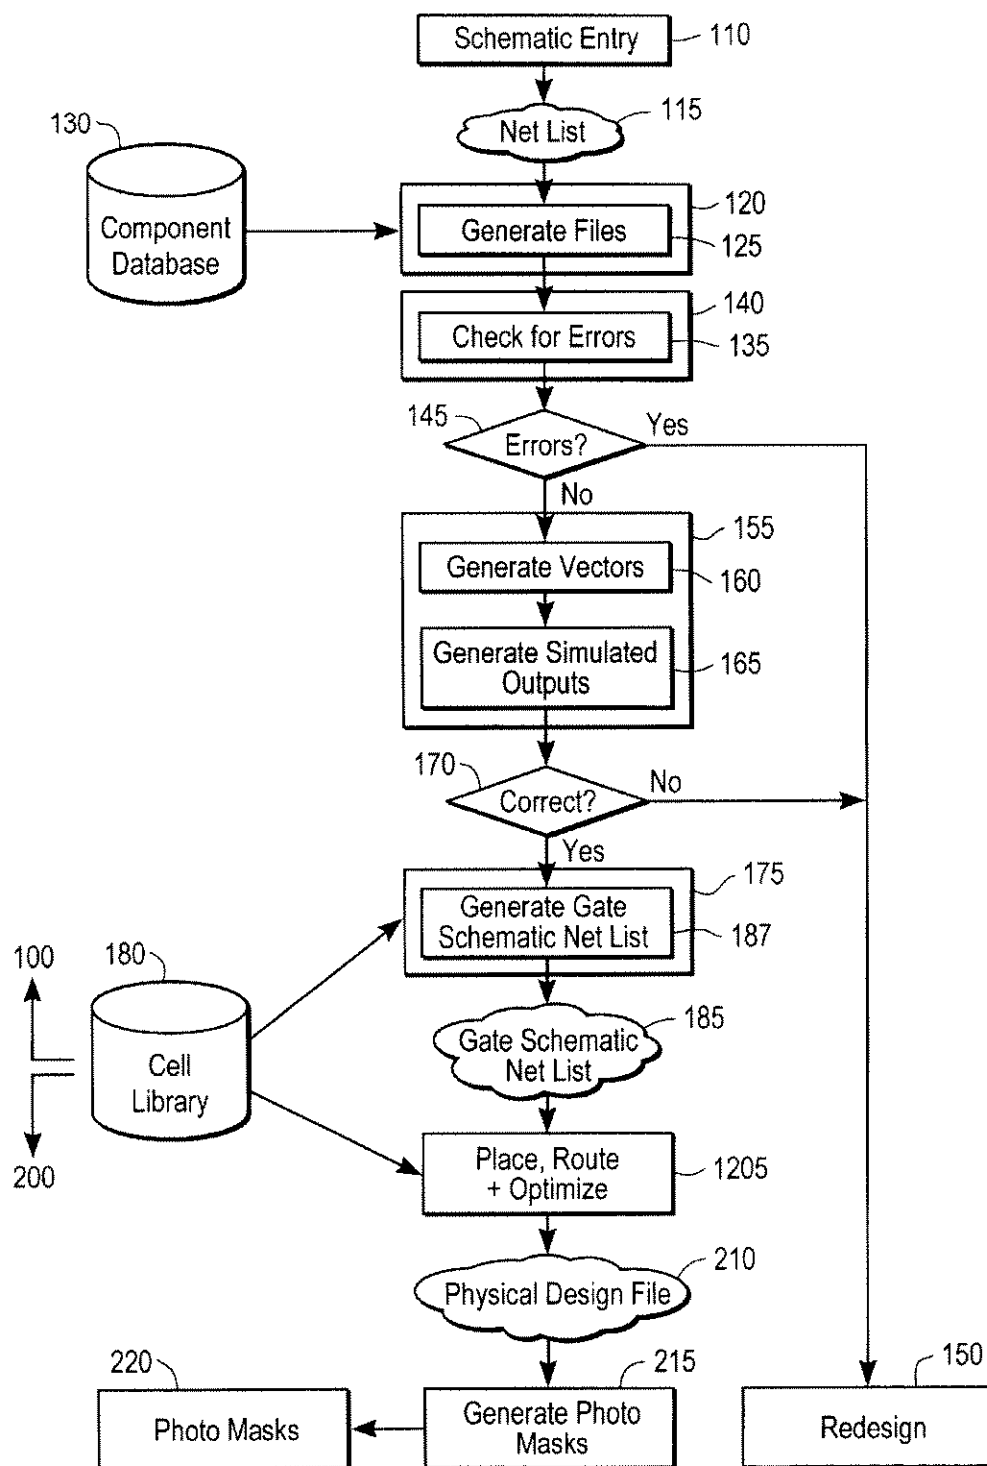 Schematic Entry
110
Net List
115
130
Component
Database
120
Generate Files
125
140
Check for Errors
135
145
Errors?
Yes
No
155
Generate Vectors
160
Generate Simulated
Outputs
165
170
Correct?
No
Yes
175
Generate Gate
Schematic Net List
187
100
180
Cell
Library
200
185
Gate Schematic
Net List
Place, Route
+ Optimize
1205
210
Physical Design File
220
Photo Masks
215
Generate Photo
Masks
150
Redesign